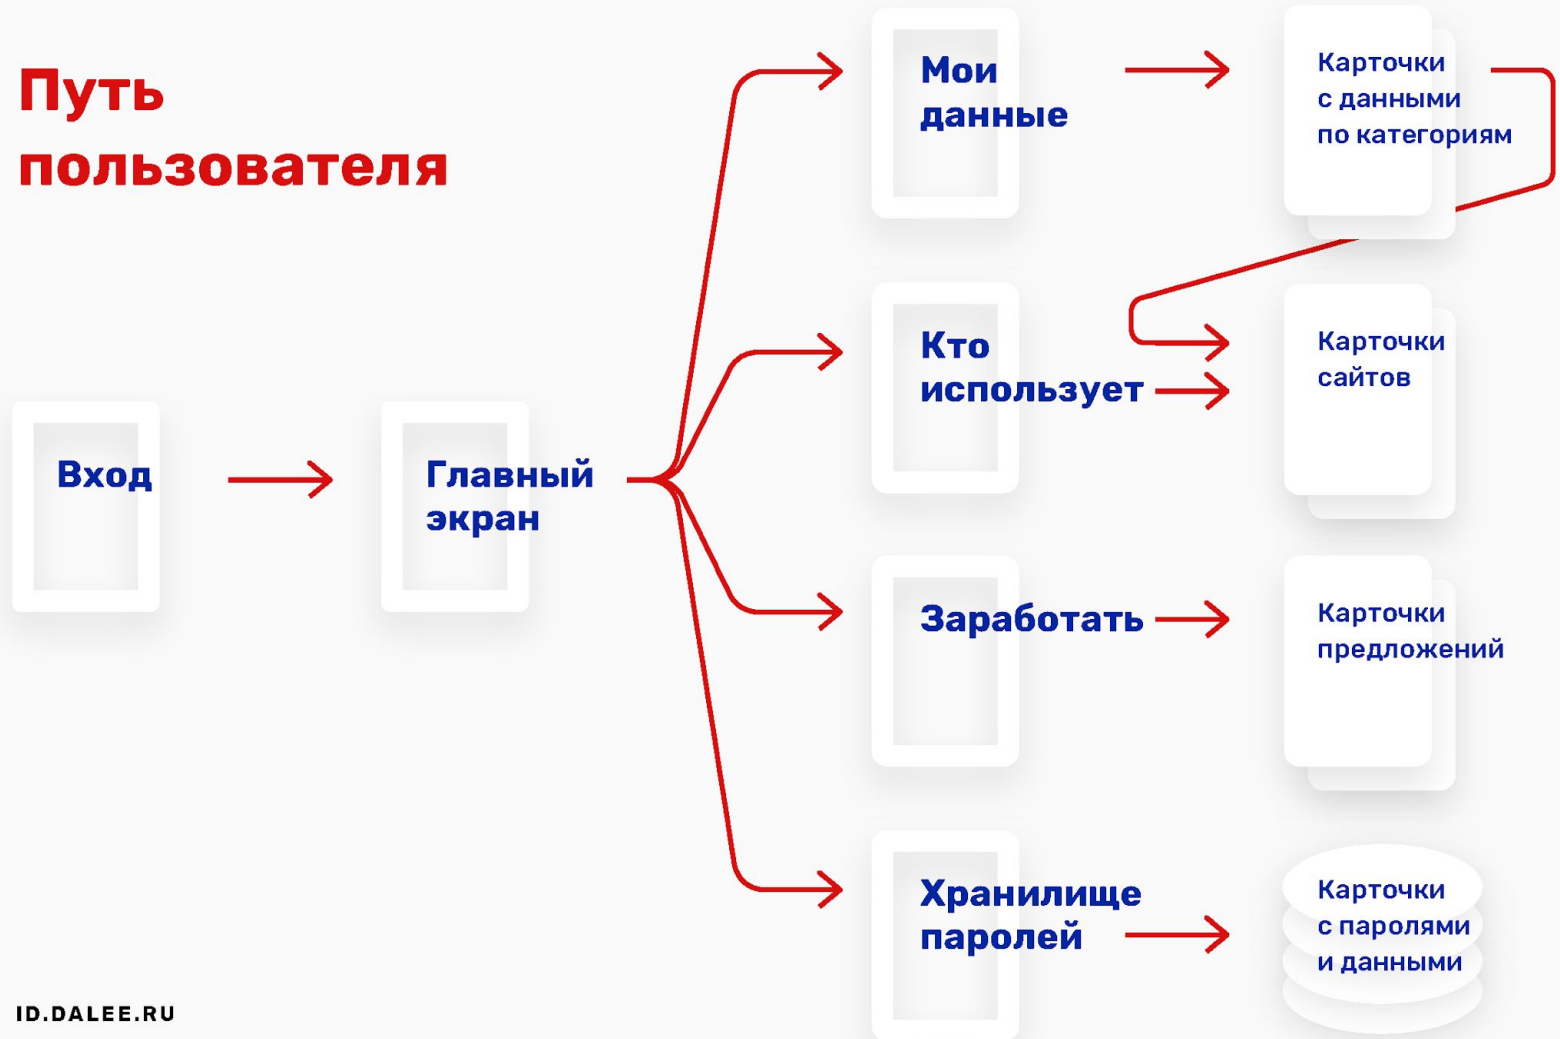 Путь
пользователя
Вход
Главный
экран
Мои
данные
Карточки
с данными
по категориям
Кто
использует
Карточки
сайтов
Заработать
Карточки
предложений
Хранилище
паролей
Карточки
с паролями
и данными
ID.DALEE.RU